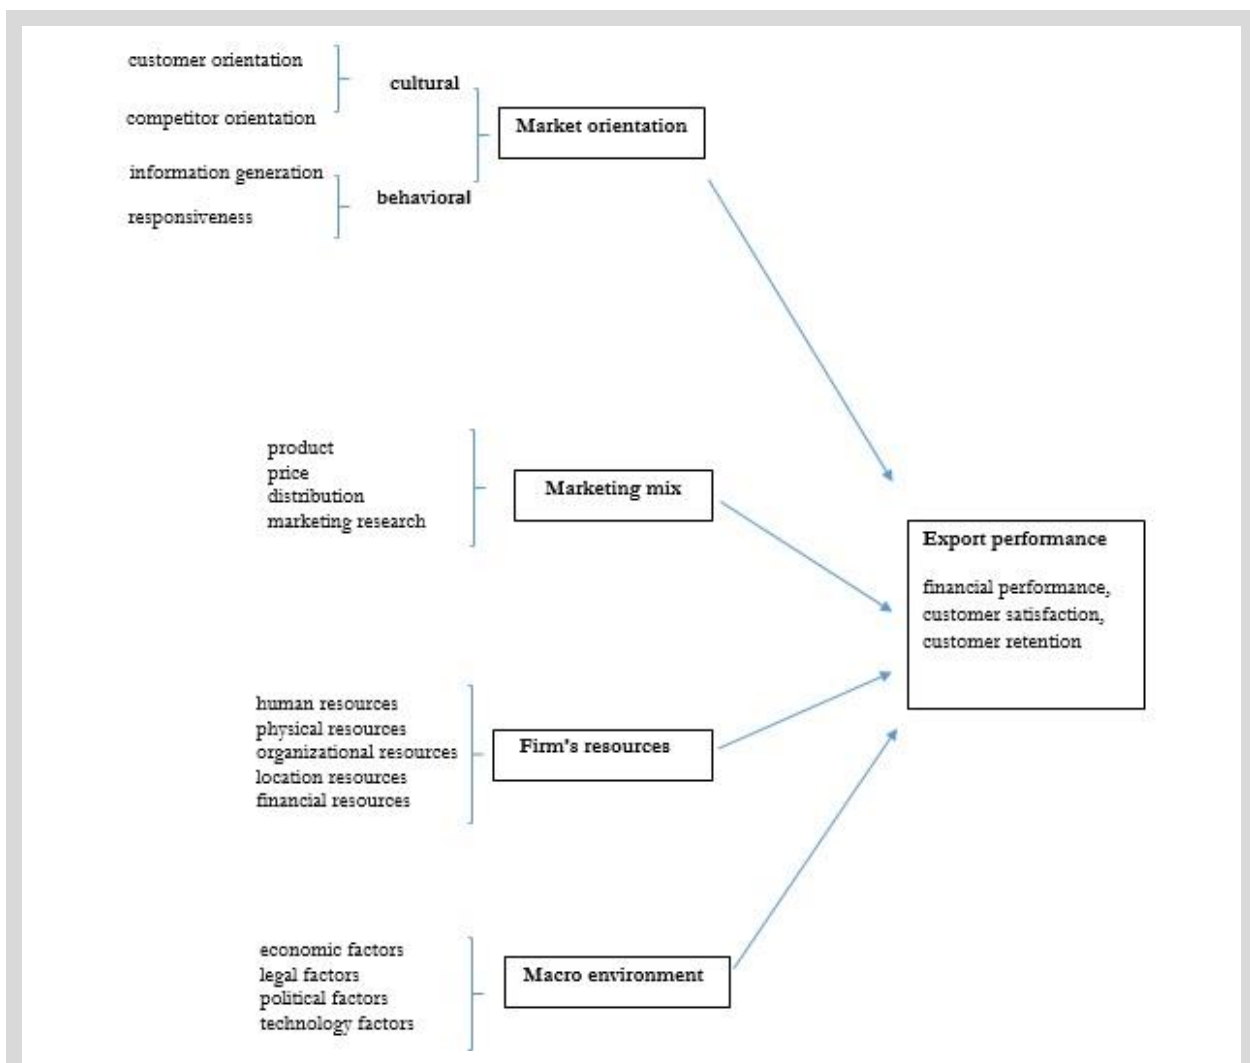 customer orientation
cultural
competitor orientation
Market orientation
information generation
behavioral
responsiveness
product
price
distribution
marketing research
Marketing mix
Export performance
financial performance,
customer satisfaction,
customer retention
human resources
physical resources
organizational resources
location resources
financial resources
Firm's resources
economic factors
legal factors
political factors
technology factors
Macro environment